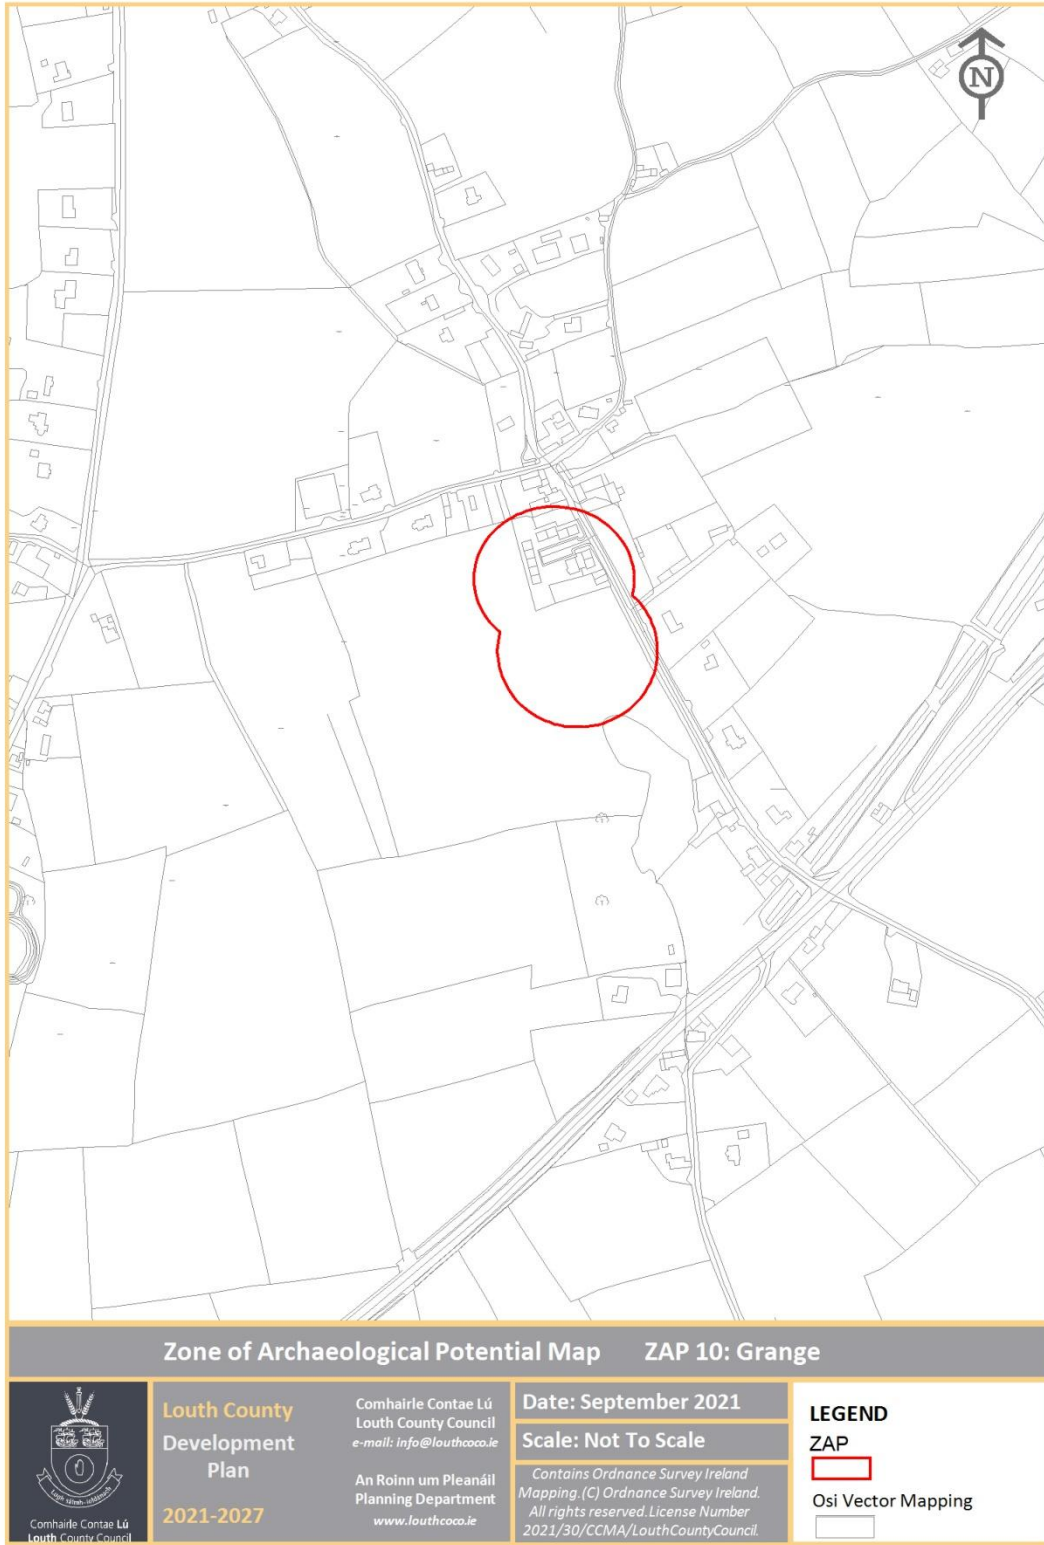 N
Zone of Archaeological Potential Map ZAP 10: Grange
Comhairle Contae Lú
Louth County Council
Louth County
Development
Plan
2021-2027
Comhairle Contae Lú
Louth County Council
e-mail: info@louthcoco.ie
An Roinn um Pleanáil
Planning Department
www.louthcoco.ie
Date: September 2021
Scale: Not To Scale
Contains Ordnance Survey Ireland
Mapping.(C) Ordnance Survey Ireland.
All rights reserved.License Number
2021/30/CCMA/LouthCountyCouncil.
LEGEND
ZAP
Osi Vector Mapping